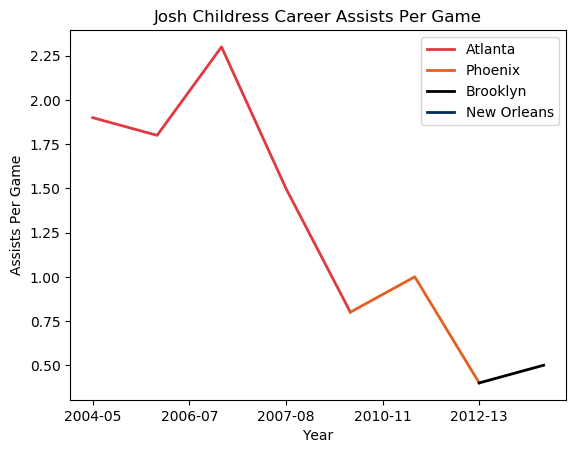 Josh Childress Career Assists Per Game
Atlanta
Phoenix
Brooklyn
New Orleans
Assists Per Game
2.25
2.00
1.75
1.50
1.25
1.00
0.75
0.50
2004-05 2006-07 2007-08 2010-11 2012-13
Year